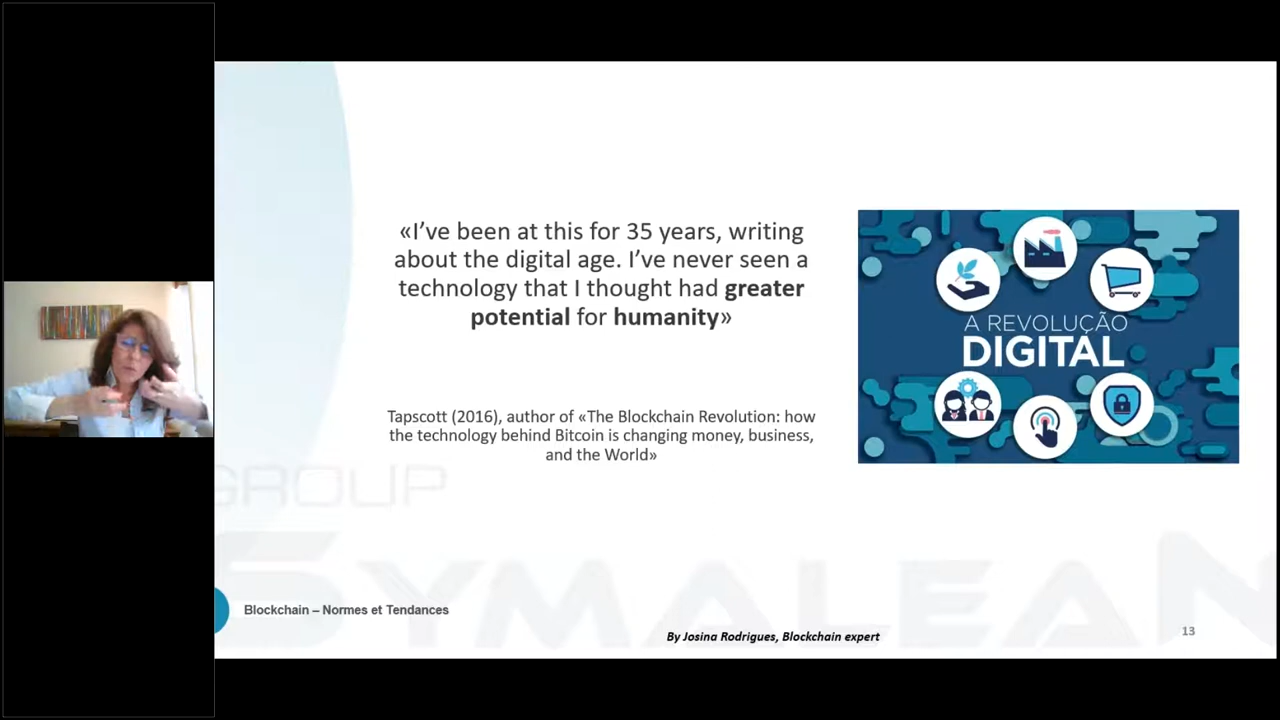 «I’ve been at this for 35 years, writing
about the digital age. I’ve never seen a
technology that I thought had greater
potential for humanity»
Tapscott (2016), author of «The Blockchain Revolution: how
the technology behind Bitcoin is changing money, business,
and the World»
A REVOLUÇÃO
DIGITAL
GROUP
SYMALEAN
Blockchain – Normes et Tendances
By Josina Rodrigues, Blockchain expert
13